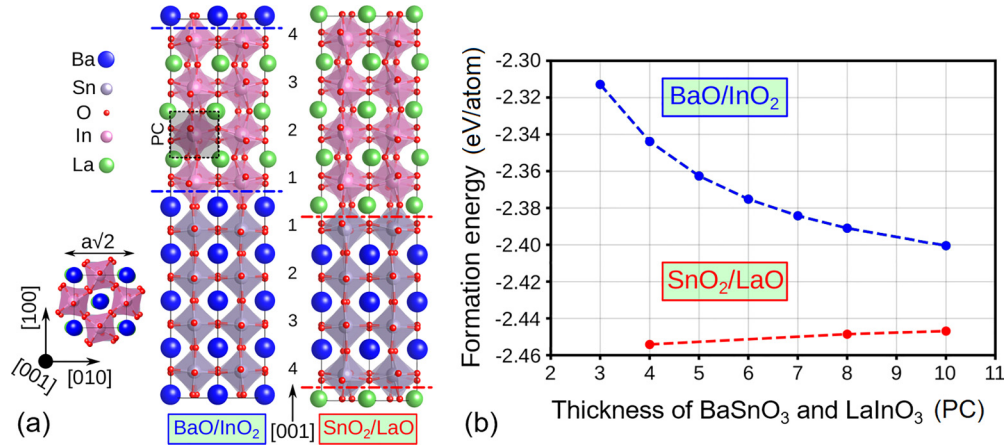 Ba
Sn
O
In
La
a√2
[100]
[001]
[010]
(a)
PC
4
3
2
1
1
2
3
4
BaO/InO₂
[001]
SnO₂/LaO
(b)
Formation energy (eV/atom)
-2.30
-2.32
-2.34
-2.36
-2.38
-2.40
-2.42
-2.44
-2.46
BaO/InO₂
SnO₂/LaO
2 3 4 5 6 7 8 9 10 11
Thickness of BaSnO₃ and LaInO₃ (PC)